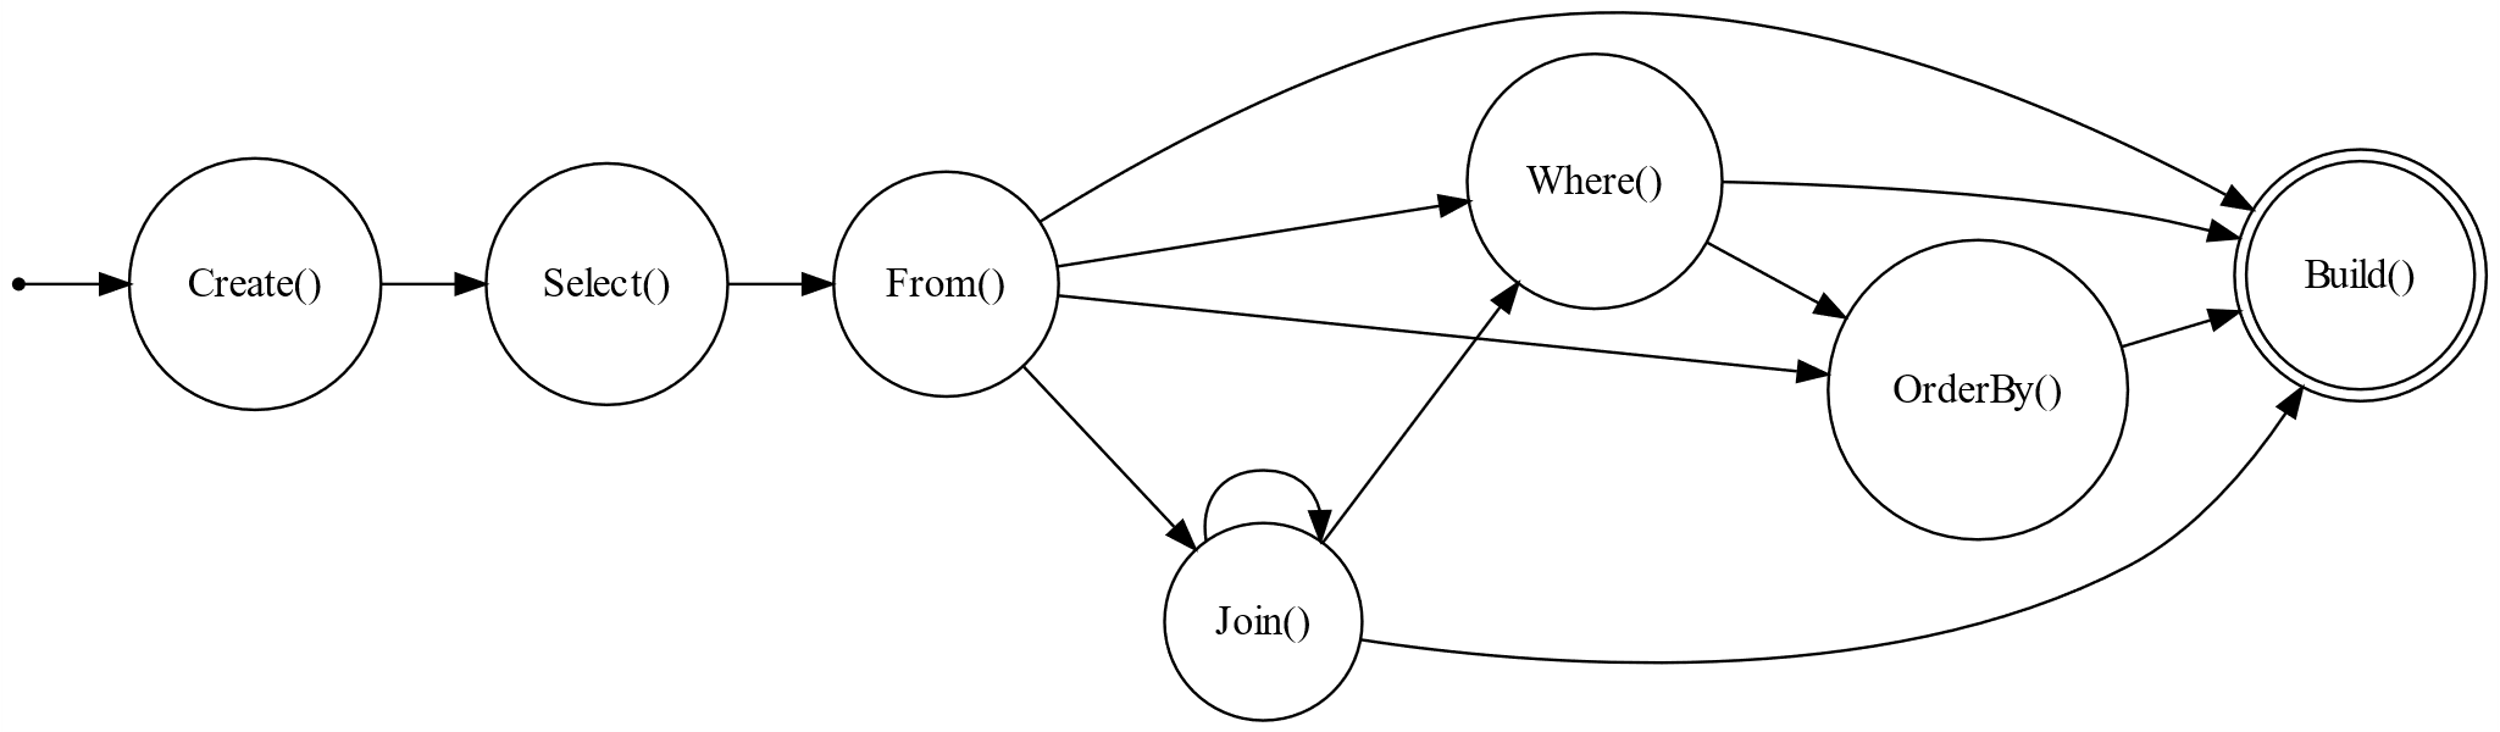 Create()
Select()
From()
Where()
Join()
OrderBy()
Build()